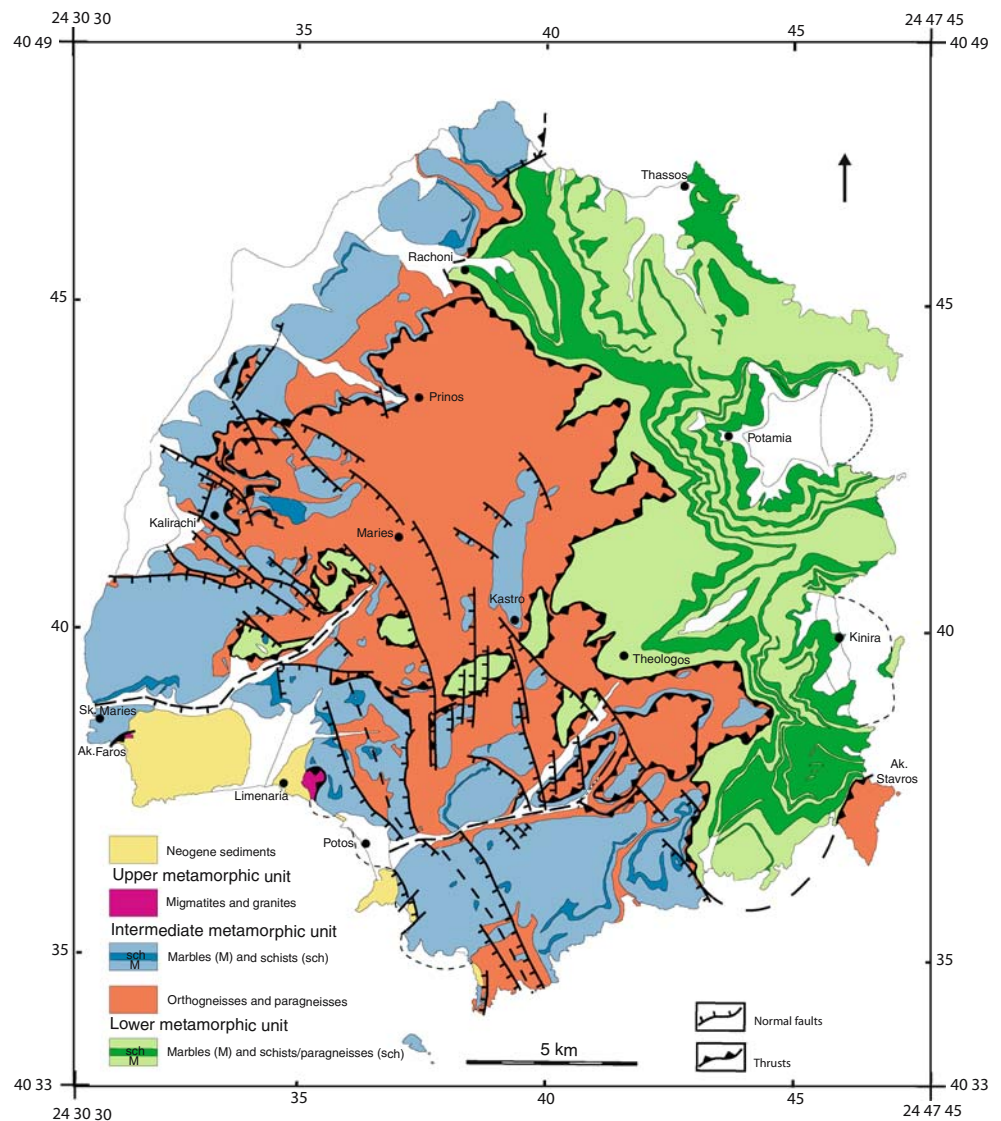 24 30 30
35
40
24 47 45
40 49
40 49
Thassos
Rachoni
45
45
Prinos
Potamia
Kalirachi
Maries
Kastro
40
40
Kinira
Theologos
Sk. Maries
Ak.Faros
Ak.
Stavros
Limenaria
Potos
Neogene sediments
Upper metamorphic unit
Migmatites and granites
Intermediate metamorphic unit
sch
M
Marbles (M) and schists (sch)
35
35
Orthogneisses and paragneisses
Lower metamorphic unit
sch
M
Marbles (M) and schists/paragneisses (sch)
Normal faults
Thrusts
5 km
40 33
40 33
24 30 30
35
40
45
24 47 45